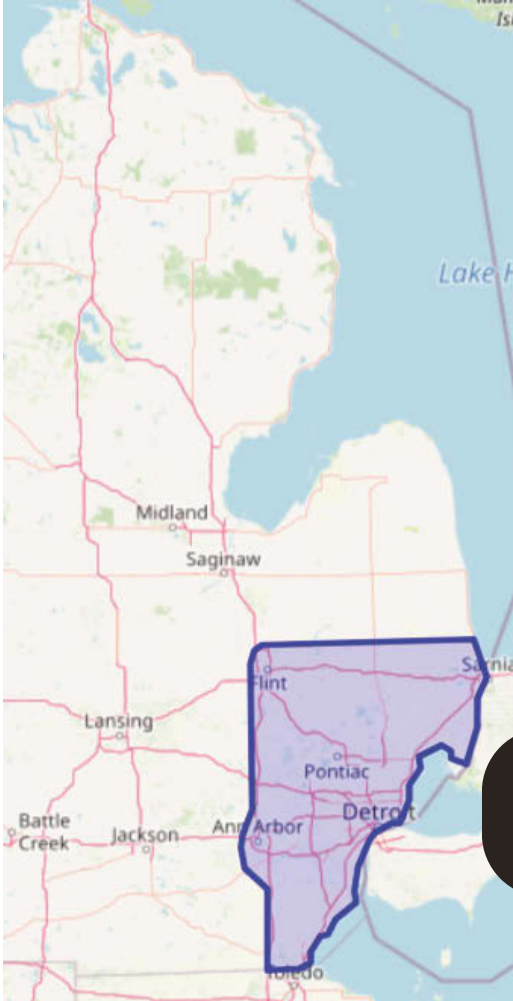 Lake
Midland
Saginaw
Flint
Sarnia
Lansing
Pontiac
Detroit
Battle
Creek
Jackson
Ann Arbor
Toledo